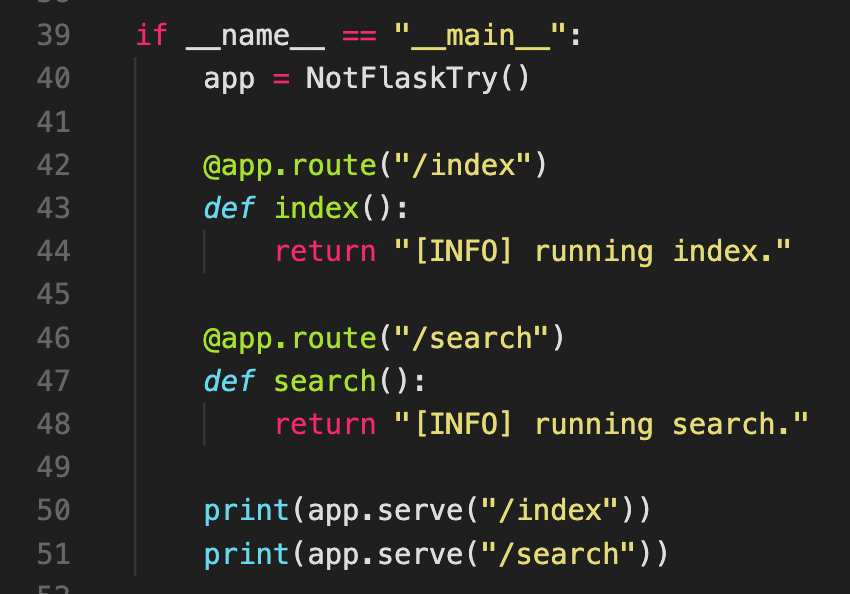 39 if __name__ == "__main__":
40 app = NotFlaskTry()
41
42 @app.route("/index")
43 def index():
44 return "[INFO] running index."
45
46 @app.route("/search")
47 def search():
48 return "[INFO] running search."
49
50 print(app.serve("/index"))
51 print(app.serve("/search"))